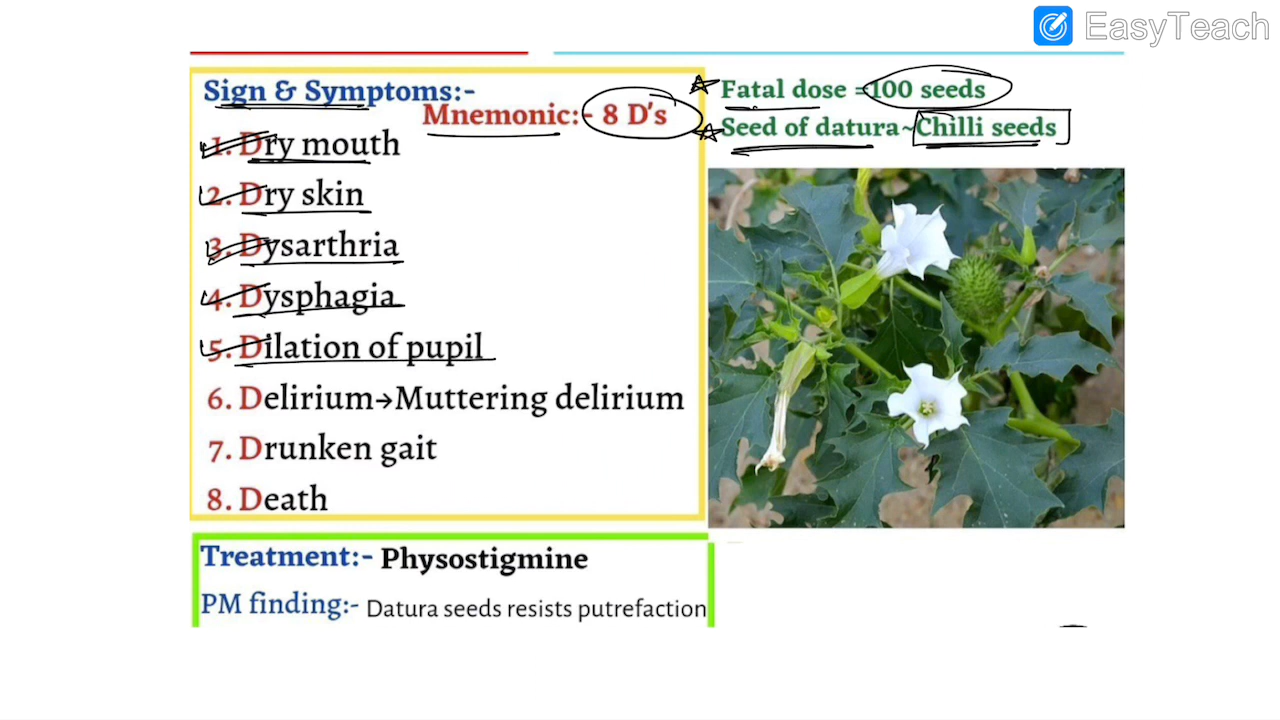 EasyTeach
Sign & Symptoms:-
Mnemonic:- 8 D's
1. Dry mouth
2. Dry skin
3. Dysarthria
4. Dysphagia
5. Dilation of pupil
6. Delirium→Muttering delirium
7. Drunken gait
8. Death
Fatal dose =100 seeds
Seed of datura~Chilli seeds
Treatment:- Physostigmine
PM finding:- Datura seeds resists putrefaction